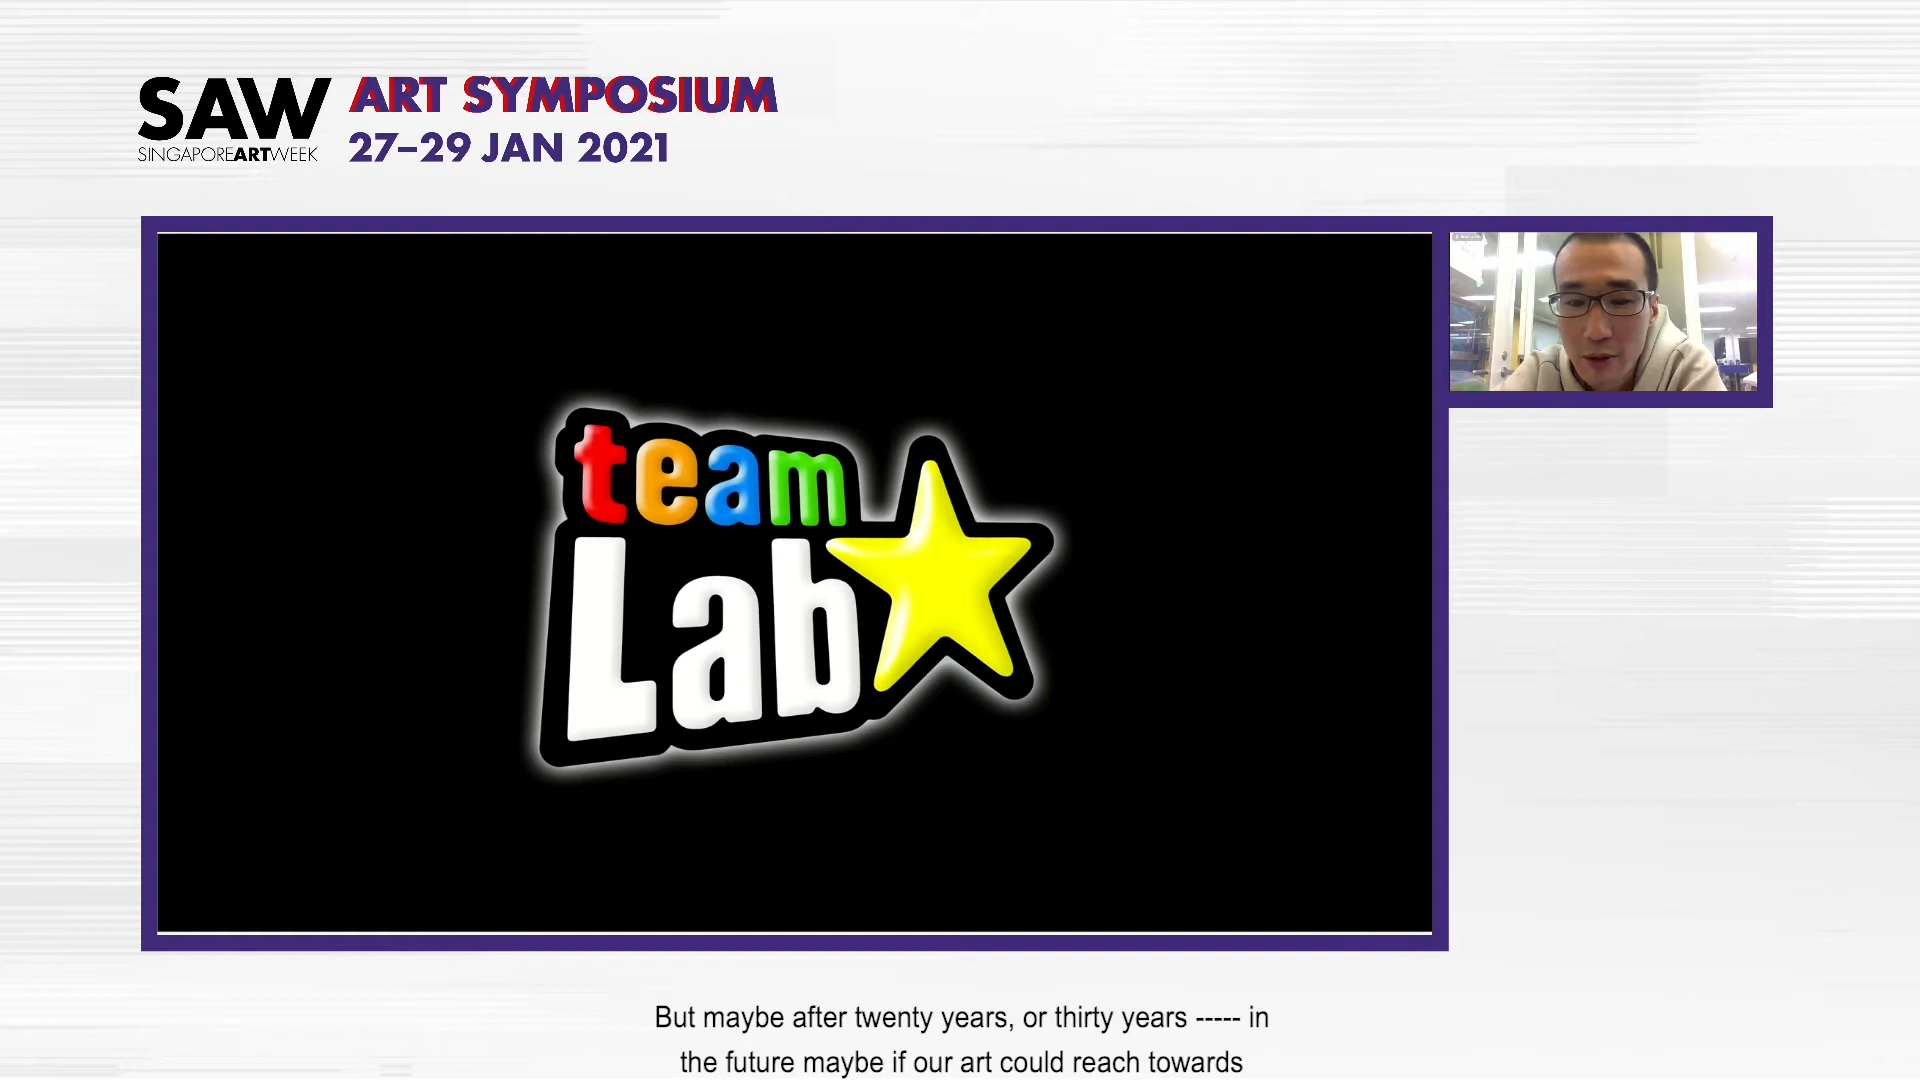 SAW ART SYMPOSIUM
SINGAPOREARTWEEK 27–29 JAN 2021
team
Lab
But maybe after twenty years, or thirty years ----- in
the future maybe if our art could reach towards